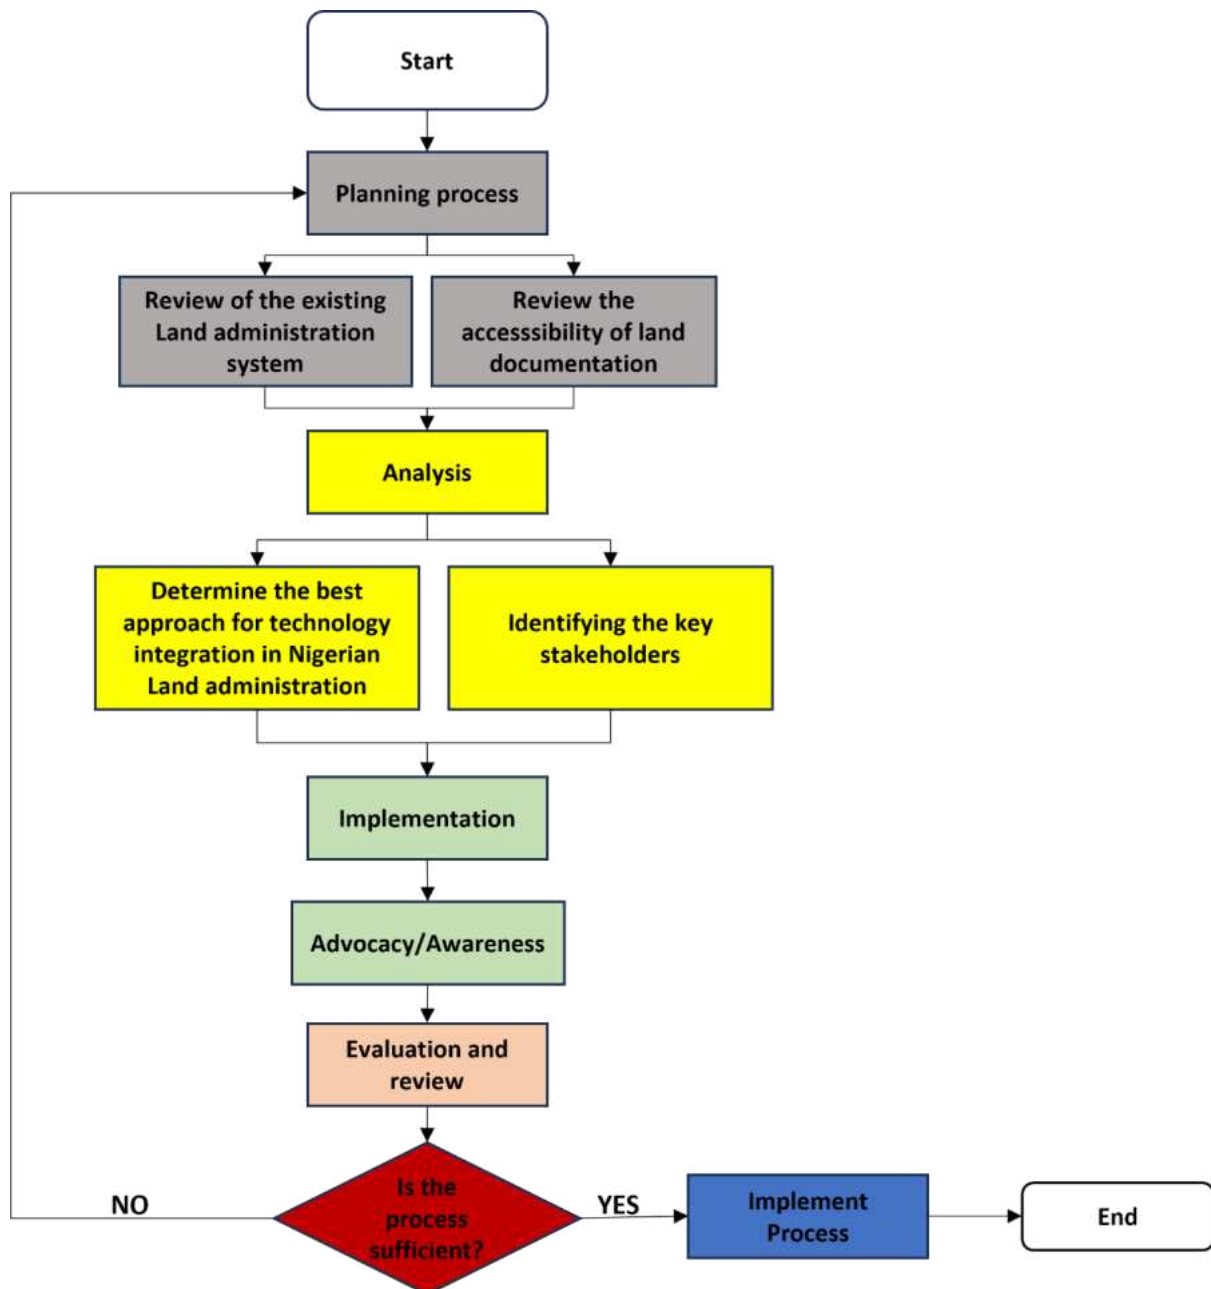 Start
Planning process
Review of the existing
Land administration
system
Review the
accesssibility of land
documentation
Analysis
Determine the best
approach for technology
integration in Nigerian
Land administration
Identifying the key
stakeholders
Implementation
Advocacy/Awareness
Evaluation and
review
Is the
process
sufficient?
NO
YES
Implement
Process
End